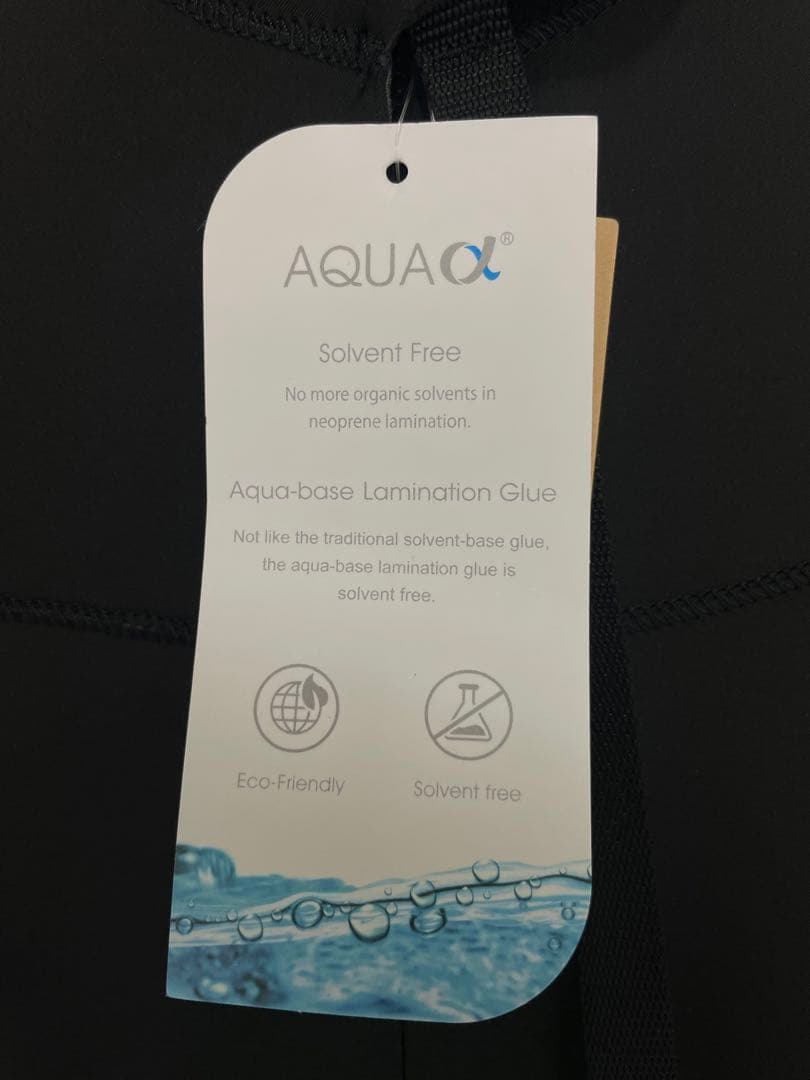 AQUAα®
Solvent Free
No more organic solvents in
neoprene lamination.
Aqua-base Lamination Glue
Not like the traditional solvent-base glue,
the aqua-base lamination glue is
solvent free.
Eco-Friendly
Solvent free